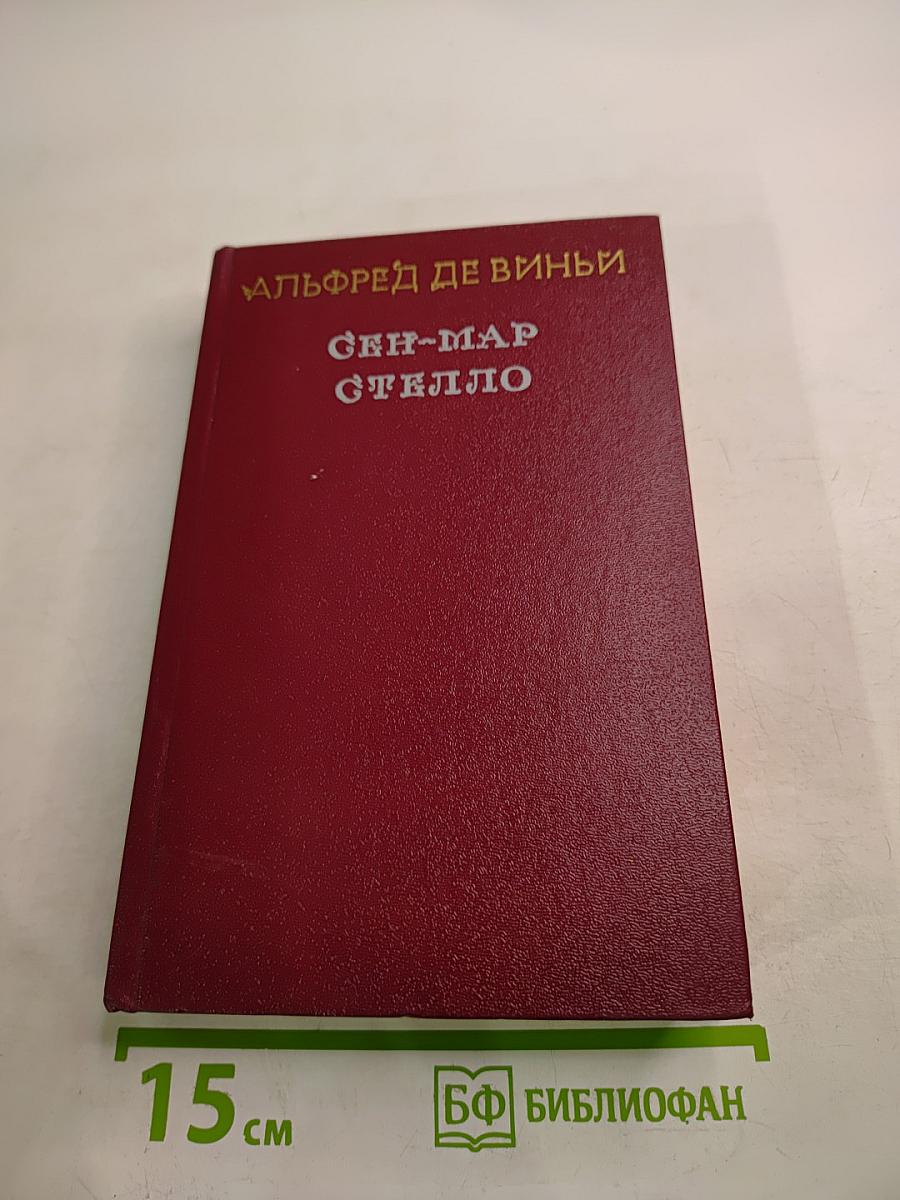 АЛЬФРЕД ДЕ ВИНЬИ
СЕН-МАР
СТЕЛЛО
15 см
БФ БИБЛИОФАН